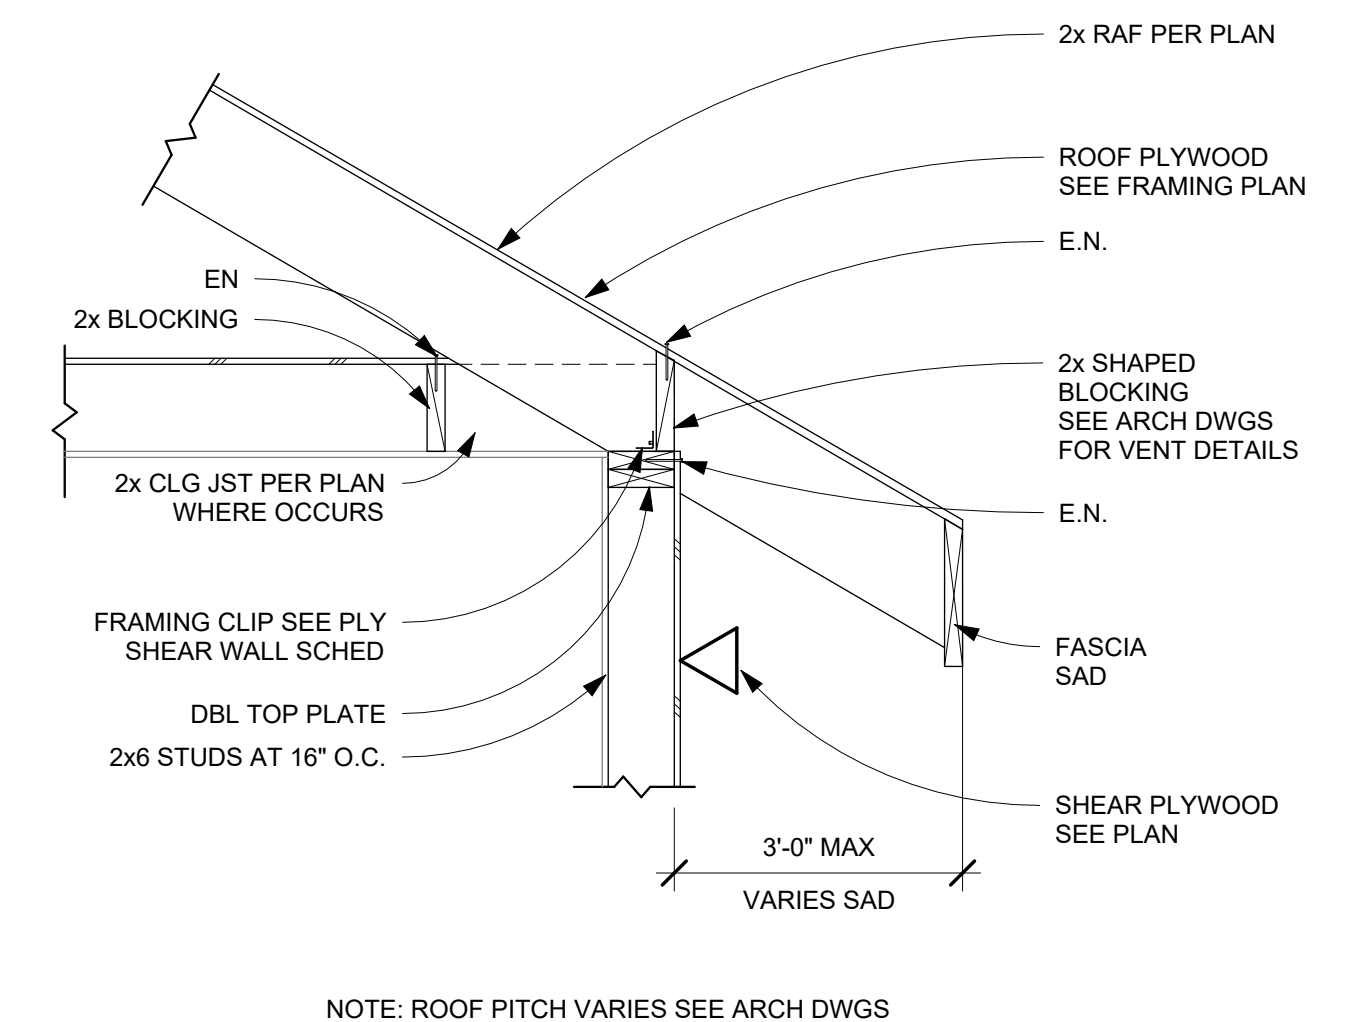 2x RAF PER PLAN
ROOF PLYWOOD
SEE FRAMING PLAN
E.N.
EN
2x BLOCKING
2x SHAPED
BLOCKING
SEE ARCH DWGS
FOR VENT DETAILS
2x CLG JST PER PLAN
WHERE OCCURS
E.N.
FRAMING CLIP SEE PLY
SHEAR WALL SCHED
FASCIA
SAD
DBL TOP PLATE
2x6 STUDS AT 16" O.C.
SHEAR PLYWOOD
SEE PLAN
3'-0" MAX
VARIES SAD
NOTE: ROOF PITCH VARIES SEE ARCH DWGS